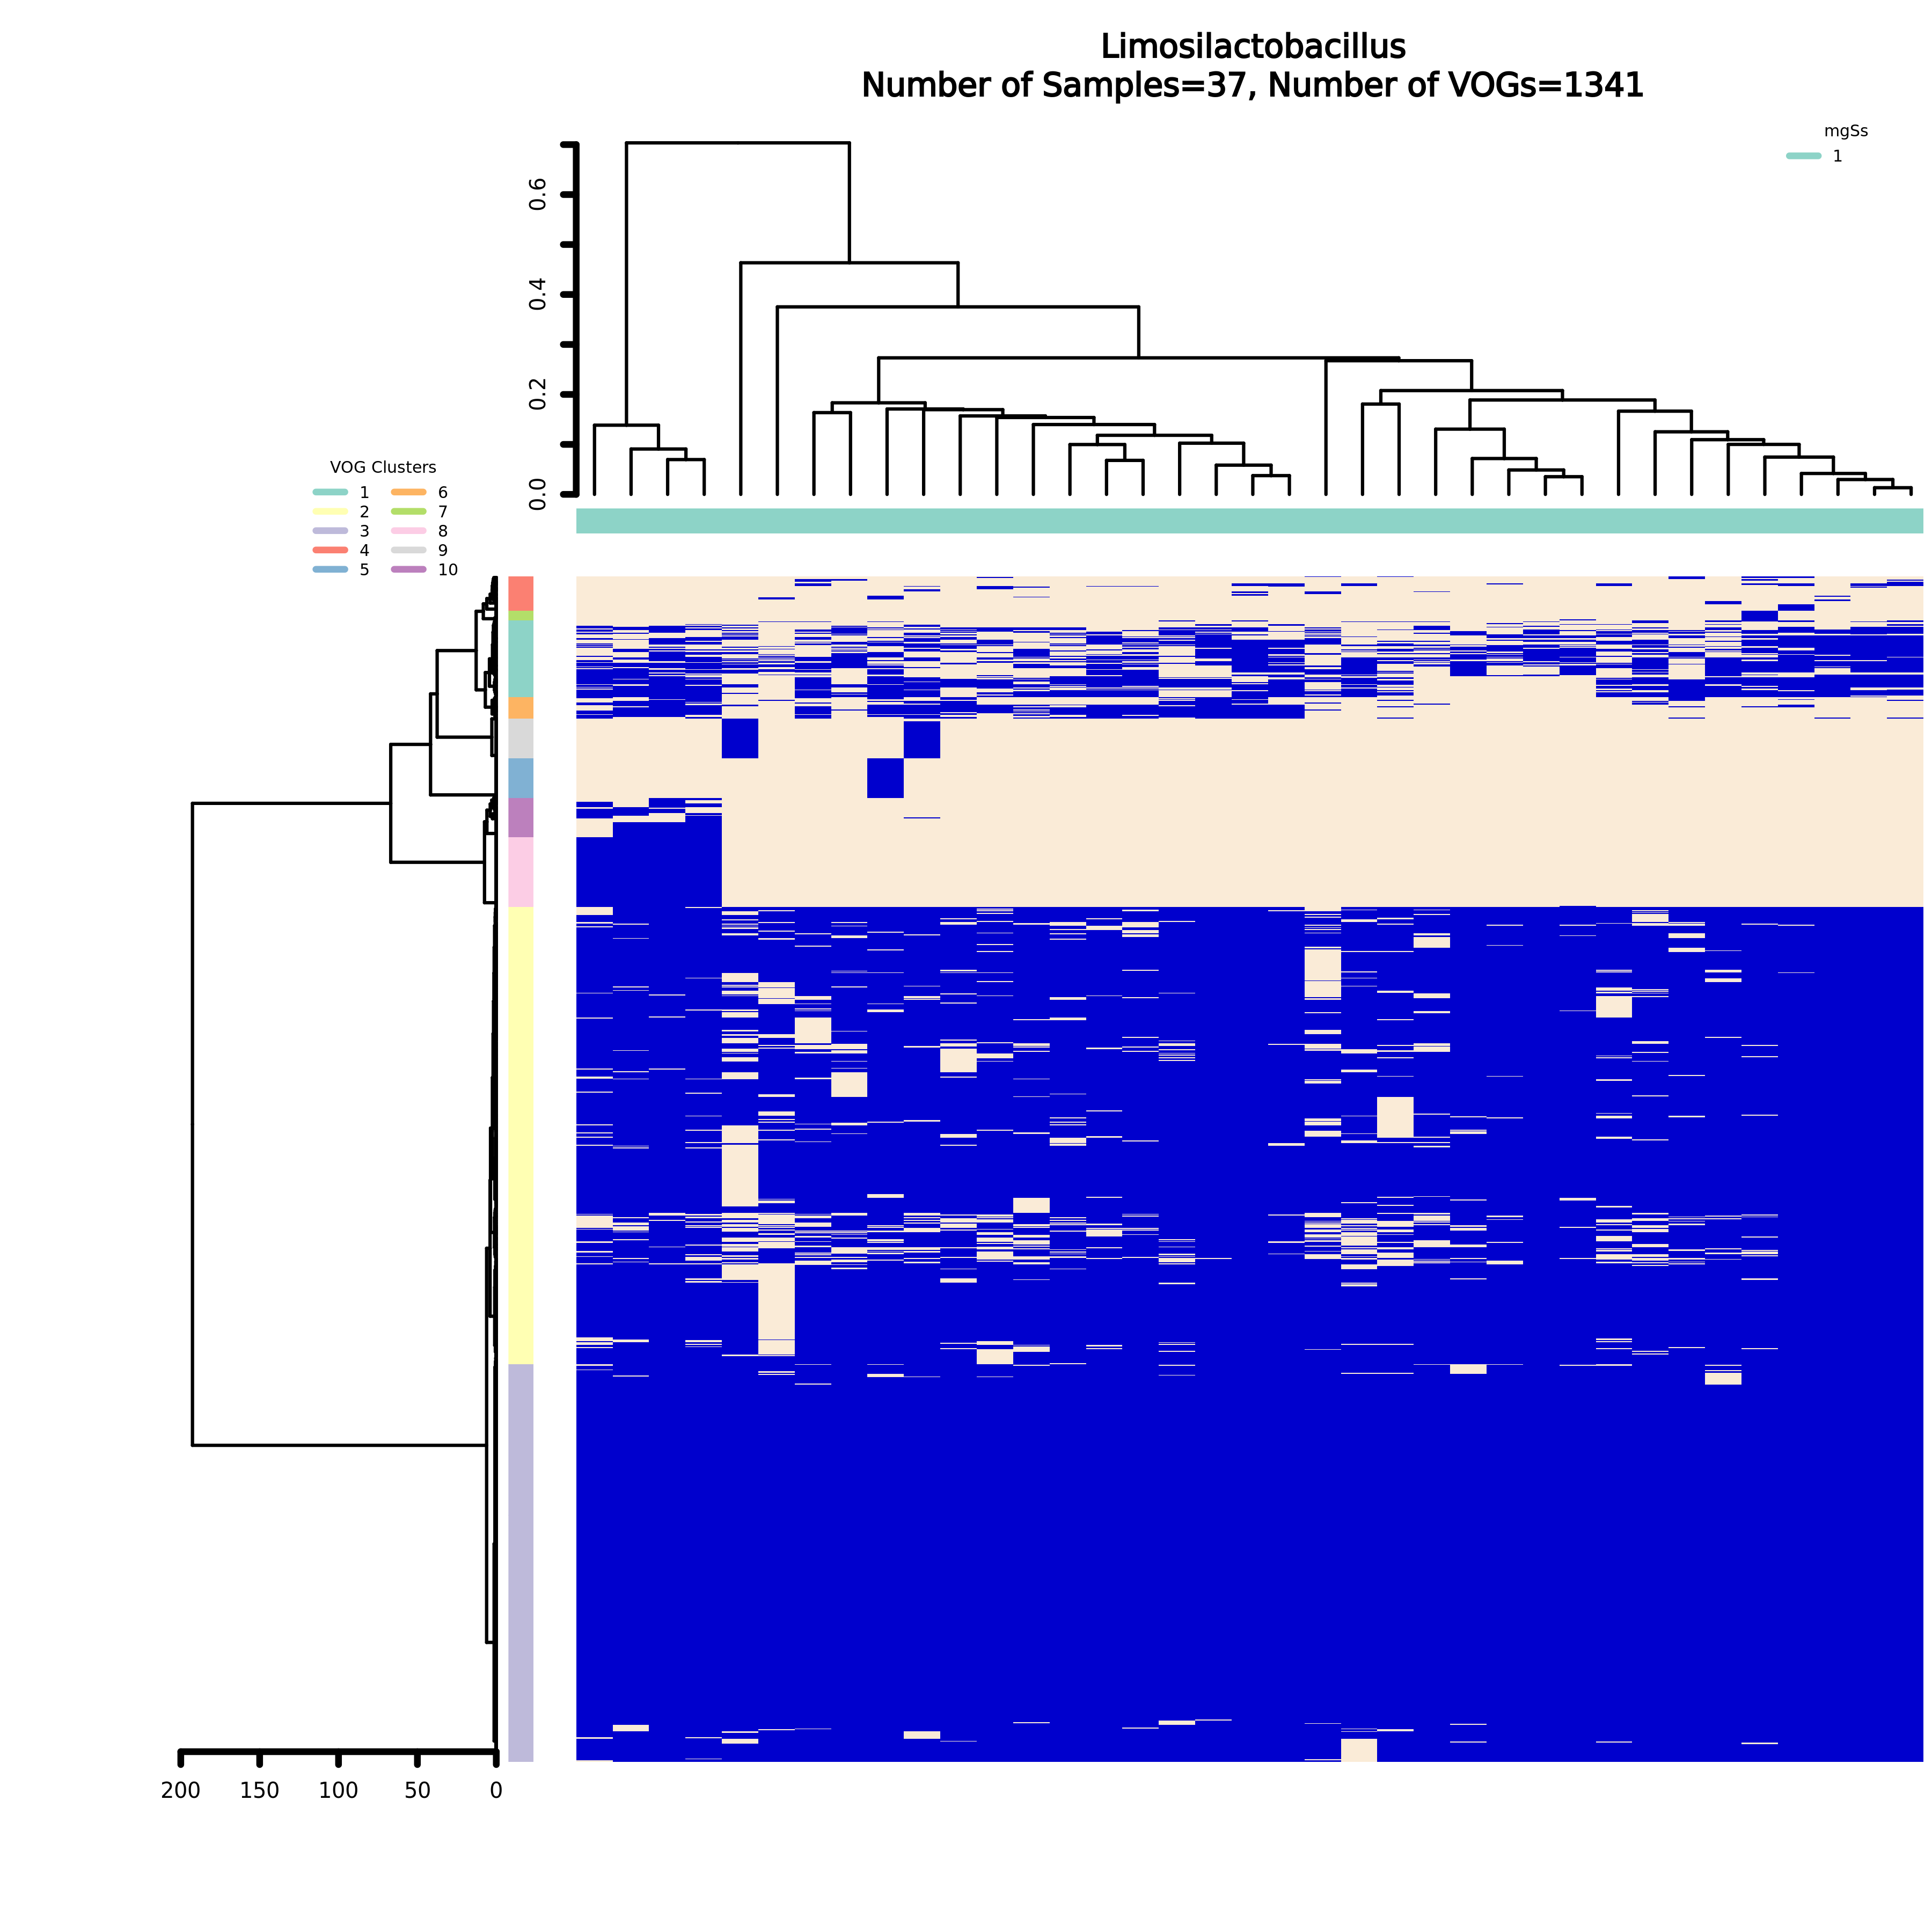 Limosilactobacillus
Number of Samples=37, Number of VOGs=1341
mgSs
1
0.6
0.4
0.2
0.0
VOG Clusters
1 6
2 7
3 8
4 9
5 10
200 150 100 50 0